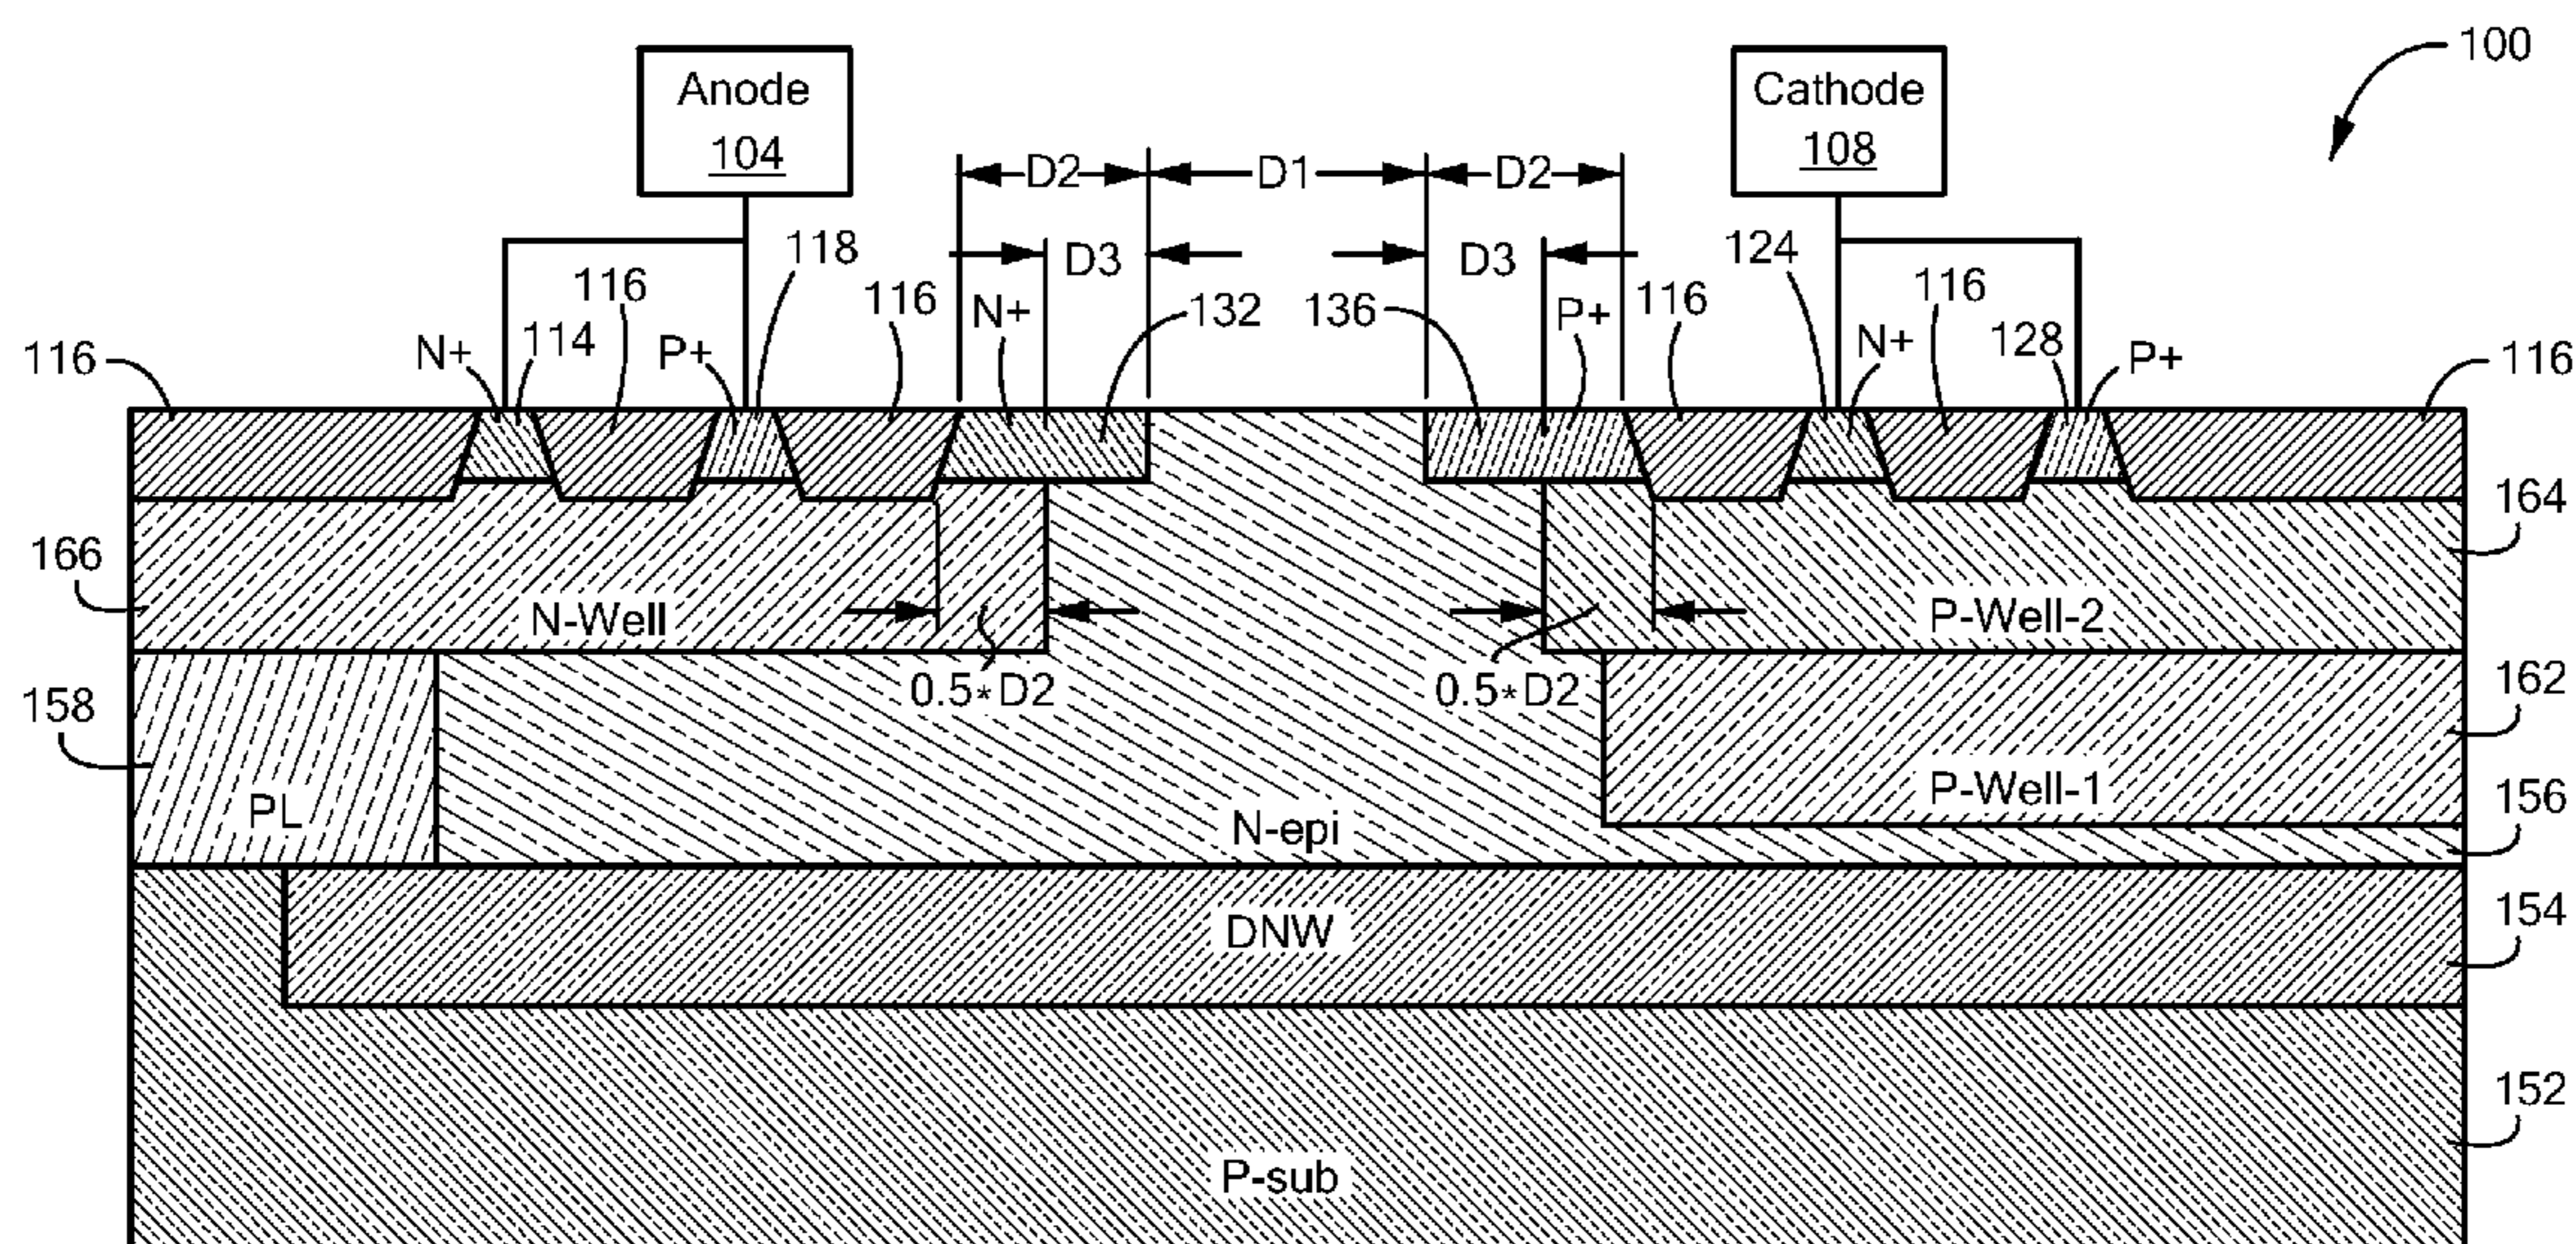 100
Anode
104
Cathode
108
D2
D1
D2
118
D3
D3
124
116
116
N+
132
136
P+
116
116
116
N+
114
P+
N+
128
P+
116
164
166
N-Well
P-Well-2
0.5*D2
0.5*D2
162
158
PL
P-Well-1
156
N-epi
DNW
154
152
P-sub